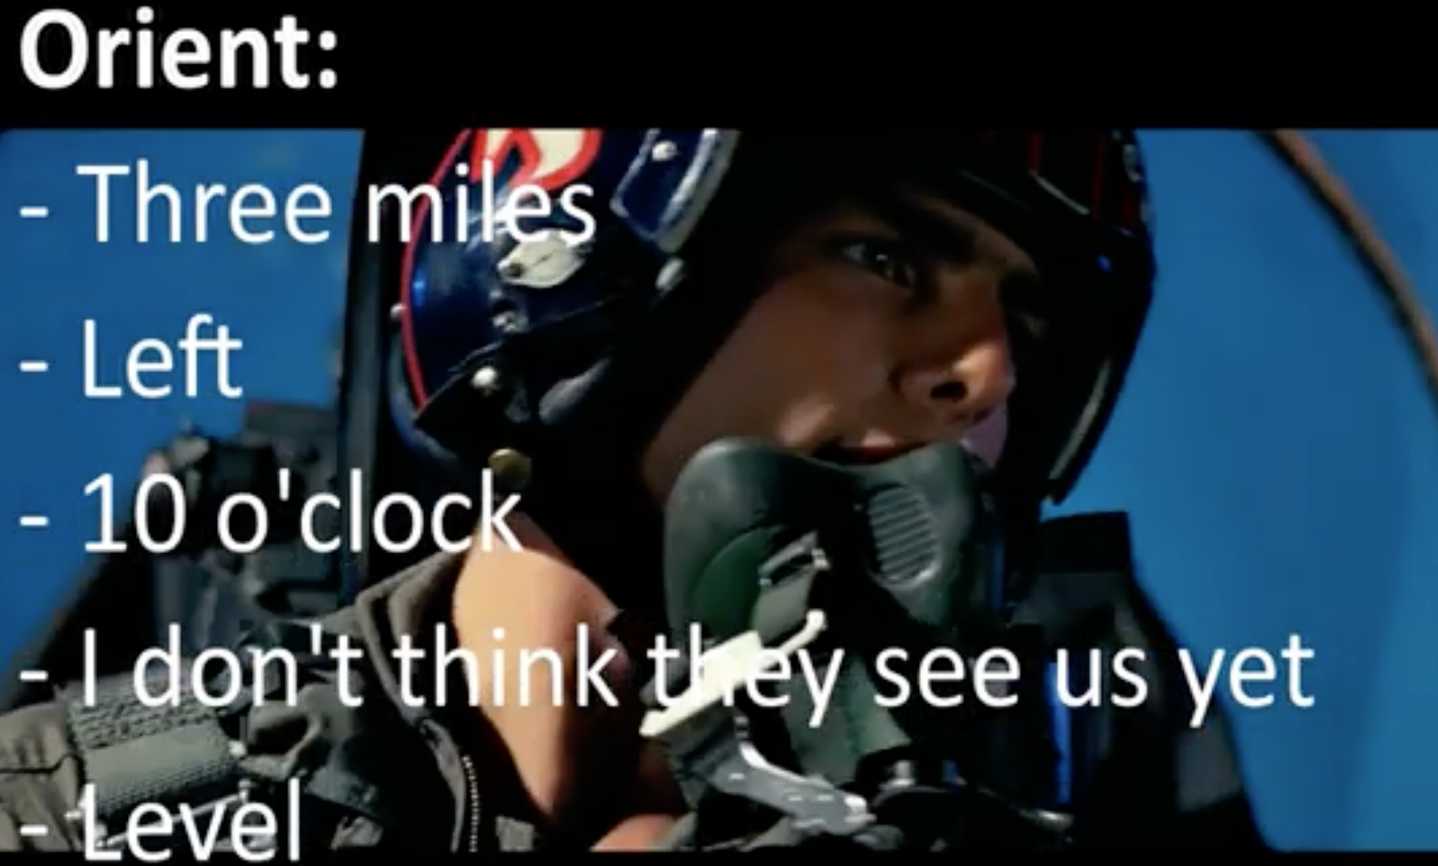 Orient:
- Three miles
- Left
- 10 o'clock
- I don't think they see us yet
- Level